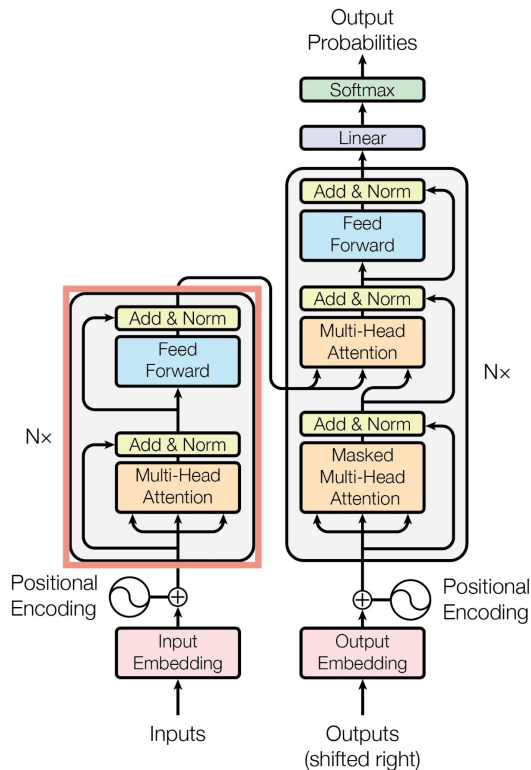 Output
Probabilities
Softmax
Linear
Add & Norm
Feed
Forward
Add & Norm
Multi-Head
Attention
Add & Norm
Masked
Multi-Head
Attention
N×
Add & Norm
Feed
Forward
Add & Norm
Multi-Head
Attention
N×
Positional
Encoding
Input
Embedding
Inputs
Positional
Encoding
Output
Embedding
Outputs
(shifted right)